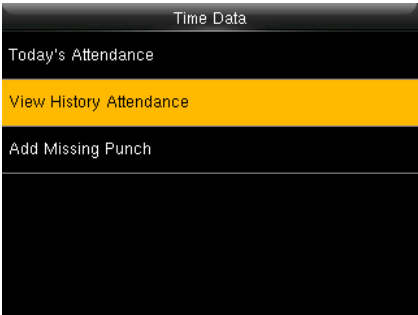 Time Data
Today's Attendance
View History Attendance
Add Missing Punch